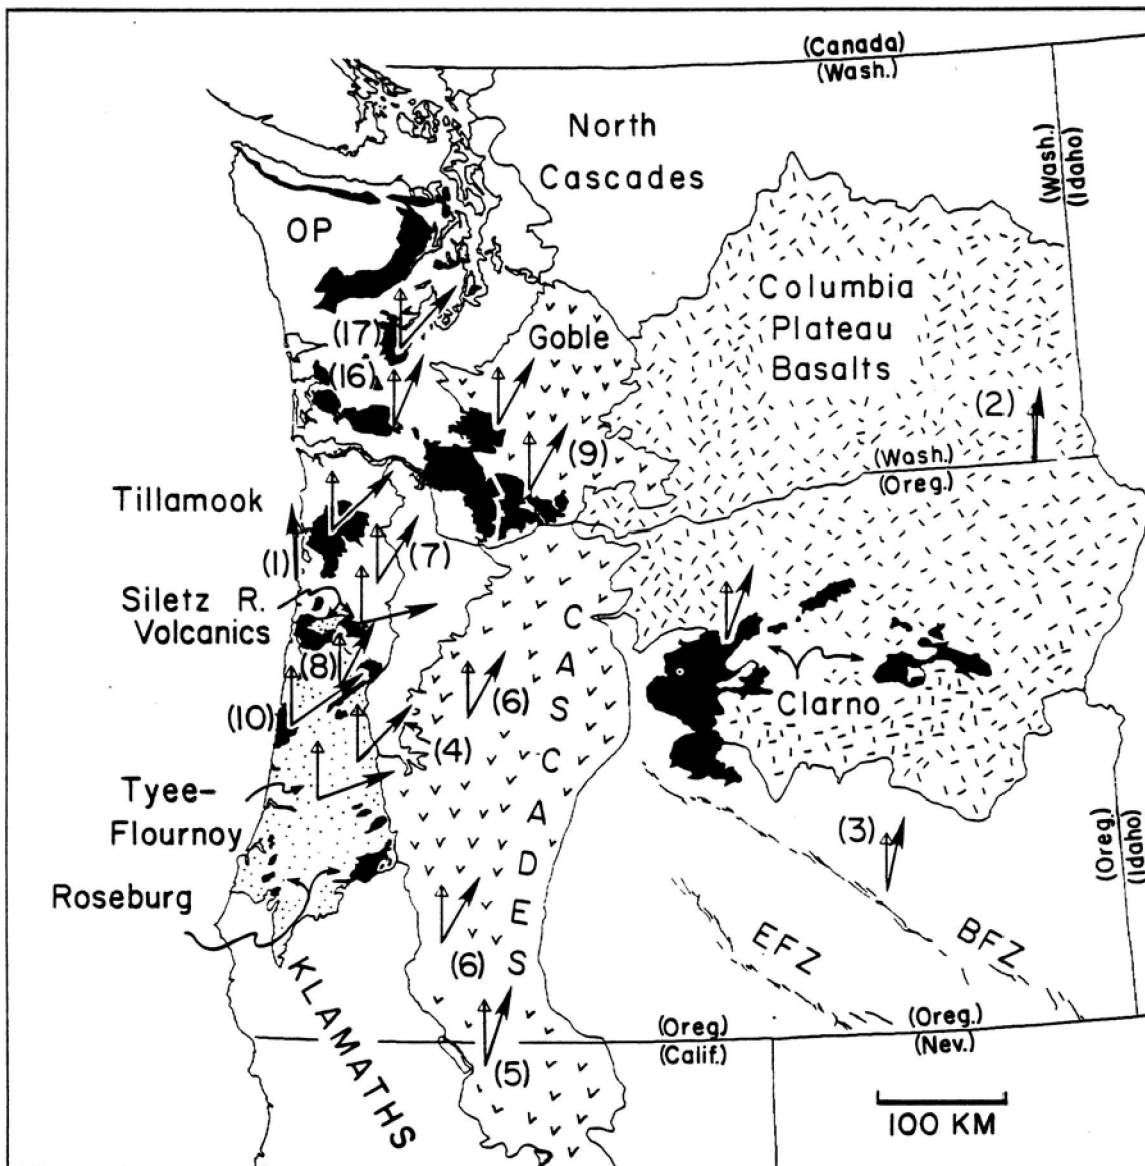 (Canada)
(Wash.)
North
Cascades
(Wash.)
(Idaho)
OP
Columbia
Plateau
Basalts
(17)
Goble
(16)
(2)
(9)
(Wash.)
(Oreg.)
Tillamook
(1)
(7)
Siletz R.
Volcanics
(8)
CASCADES
(6)
(10)
(4)
Clarno
Tyee-
Flournoy
(3)
(Oreg.)
(Idaho)
Roseburg
(6)
EFZ
BFZ
KLAMATHS
(Oreg.)
(Calif.)
(Oreg.)
(Nev.)
(5)
100 KM